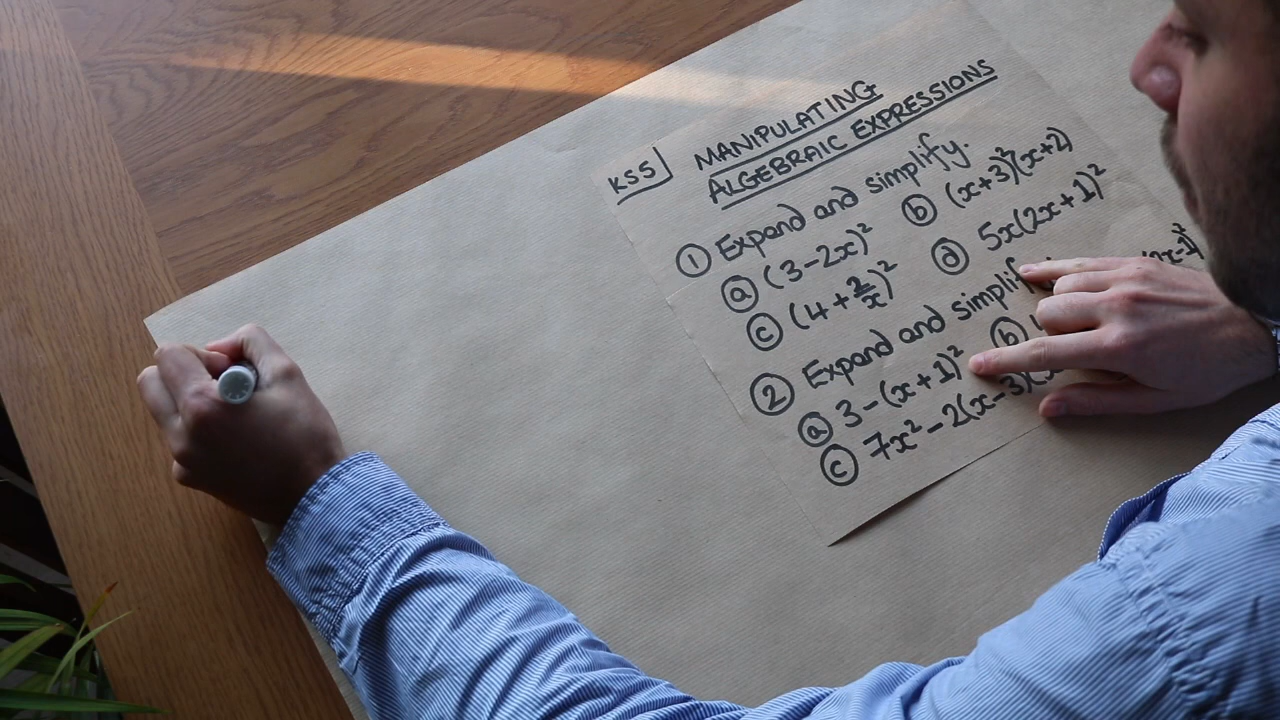 KS5
MANIPULATING
ALGEBRAIC EXPRESSIONS
① Expand and simplify.
ⓐ (3-2x)² ⓑ (x+3)²(x+2)
ⓒ (4+2/x)² ⓓ 5x(2x+1)²
② Expand and simplify
ⓐ 3-(x+1)² ⓑ
ⓒ 7x²-2(x-3)